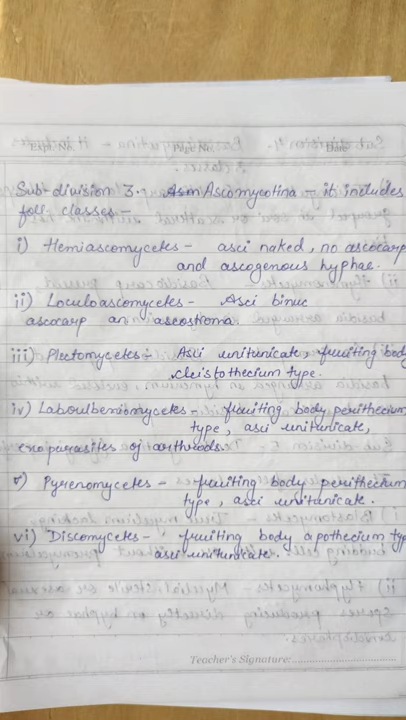 Expt. No. Page No. Date
Sub-division 3. Asm Ascomycotina - it includes
foll classes -
i) Hemiascomycetes - asci naked, no ascocarp
and ascogenous hyphae.
ii) Loculoascomycetes - Asci binuc
ascocarp an ascostroma.
iii) Plectomycetes - Asci unitunicate, fruiting body
cleistothecium type.
iv) Laboulbeniomycetes - fruiting body perithecium
type, asci unitunicate,
exoparasites of arthrods.
v) Pyrenomycetes - fruiting body perithecium
type, asci unitunicate.
vi) Discomycetes - fruiting body apothecium typ
asci unitunicate.
Teacher's Signature: